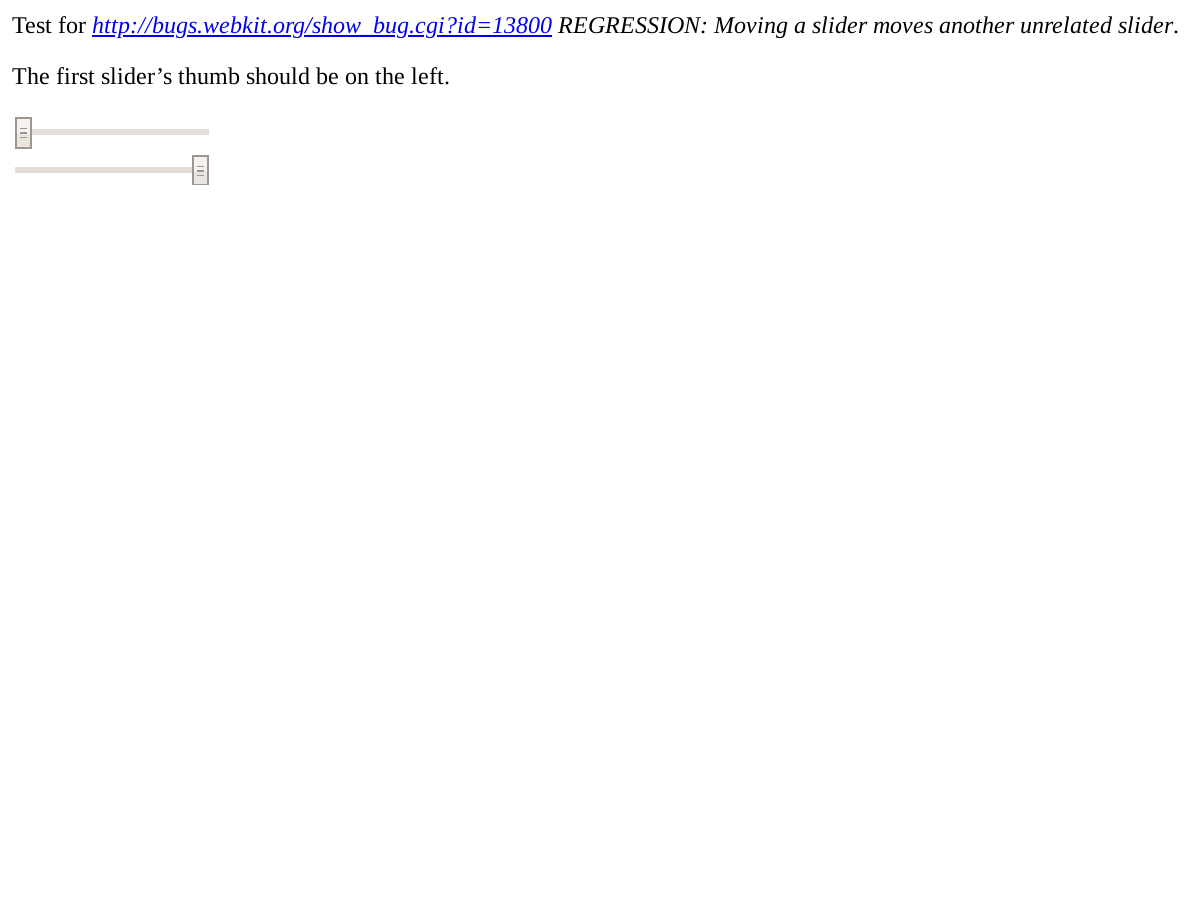 Test for http://bugs.webkit.org/show_bug.cgi?id=13800 REGRESSION: Moving a slider moves another unrelated slider.
The first slider’s thumb should be on the left.